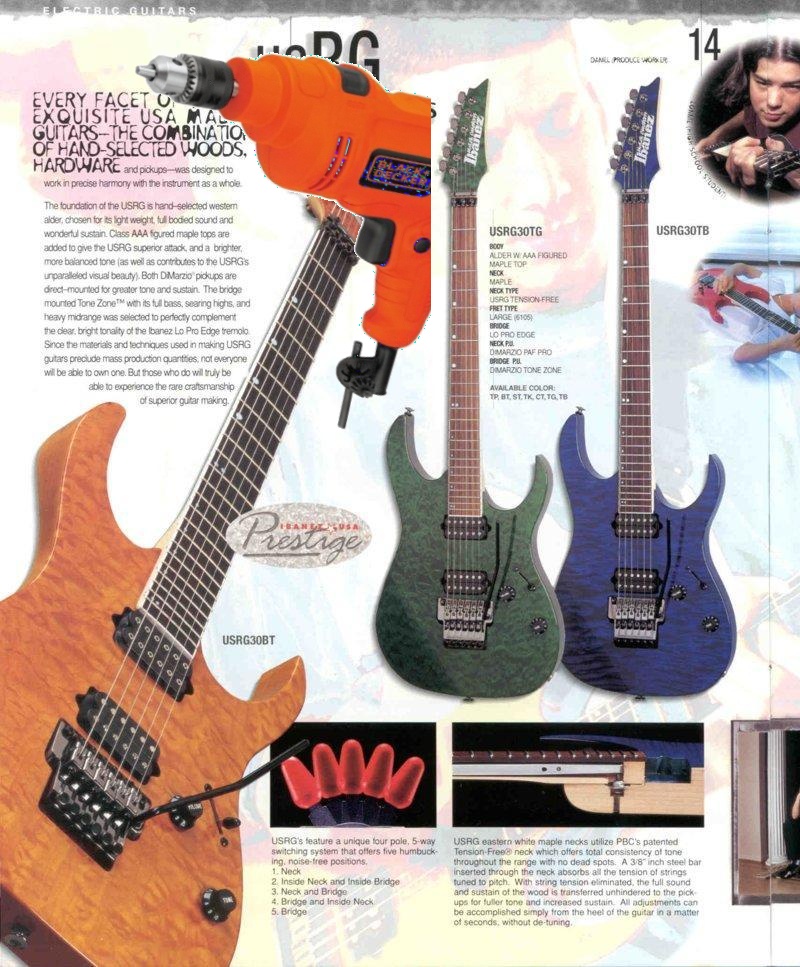 ELECTRIC GUITARS
RG
14
DANIEL (PRODUCE WORKER)
EVERY FACET O
EXQUISITE USA MA
GUITARS—THE COMBINATIO
OF HAND-SELECTED WOODS,
HARDWARE and pickups—was designed to
work in precise harmony with the instrument as a whole.
The foundation of the USRG is hand-selected western
alder, chosen for its light weight, full bodied sound and
wonderful sustain. Class AAA figured maple tops are
added to give the USRG superior attack, and a brighter,
more balanced tone (as well as contributes to the USRG's
unparalleled visual beauty). Both DiMarzio® pickups are
direct-mounted for greater tone and sustain. The bridge
mounted Tone Zone™ with its full bass, searing highs, and
heavy midrange was selected to perfectly complement
the clear, bright tonality of the Ibanez Lo Pro Edge tremolo.
Since the materials and techniques used in making USRG
guitars preclude mass production quantities, not everyone
will be able to own one. But those who do will truly be
able to experience the rare craftsmanship
of superior guitar making.
BLACK&
DECKER
Ibanez
Ibanez
USRG30TG
BODY
ALDER W/ AAA FIGURED
MAPLE TOP
NECK
MAPLE
NECK TYPE
USRG TENSION-FREE
FRET TYPE
LARGE (6105)
BRIDGE
LO PRO EDGE
NECK P.U.
DIMARZIO PAF PRO
BRIDGE P.U.
DIMARZIO TONE ZONE
AVAILABLE COLOR:
TP, BT, ST, TK, CT, TG, TB
USRG30TB
IBANEZ USA
Prestige
USRG30BT
VOLUME
TONE
USRG's feature a unique four pole, 5-way
switching system that offers five humbuck-
ing, noise-free positions.
1. Neck
2. Inside Neck and Inside Bridge
3. Neck and Bridge
4. Bridge and Inside Neck
5. Bridge
USRG eastern white maple necks utilize PBC's patented
Tension-Free® neck which offers total consistency of tone
throughout the range with no dead spots. A 3/8" inch steel bar
inserted through the neck absorbs all the tension of strings
tuned to pitch. With string tension eliminated, the full sound
and sustain of the wood is transferred unhindered to the pick-
ups for fuller tone and increased sustain. All adjustments can
be accomplished simply from the heel of the guitar in a matter
of seconds, without de-tuning.